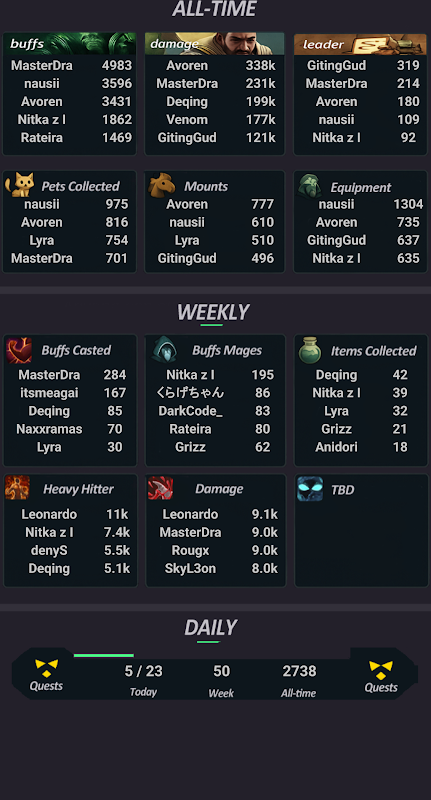 ALL-TIME
buffs
MasterDra 4983
nausii 3596
Avoren 3431
Nitka z l 1862
Rateira 1469
damage
Avoren 338k
MasterDra 231k
Deqing 199k
Venom 177k
GitingGud 121k
leader
GitingGud 319
MasterDra 214
Avoren 180
nausii 109
Nitka z l 92
Pets Collected
nausii 975
Avoren 816
Lyra 754
MasterDra 701
Mounts
Avoren 777
nausii 610
Lyra 510
GitingGud 496
Equipment
nausii 1304
Avoren 735
GitingGud 637
Nitka z l 635
WEEKLY
Buffs Casted
MasterDra 284
itsmeagai 167
Deqing 85
Naxxramas 70
Lyra 30
Buffs Mages
Nitka z l 195
くらげちゃん 86
DarkCode_ 83
Rateira 80
Grizz 62
Items Collected
Deqing 42
Nitka z l 39
Lyra 32
Grizz 21
Anidori 18
Heavy Hitter
Leonardo 11k
Nitka z l 7.4k
denyS 5.5k
Deqing 5.1k
Damage
Leonardo 9.1k
MasterDra 9.0k
Rougx 9.0k
SkyL3on 8.0k
TBD
DAILY
Quests
5 / 23
Today
50
Week
2738
All-time
Quests